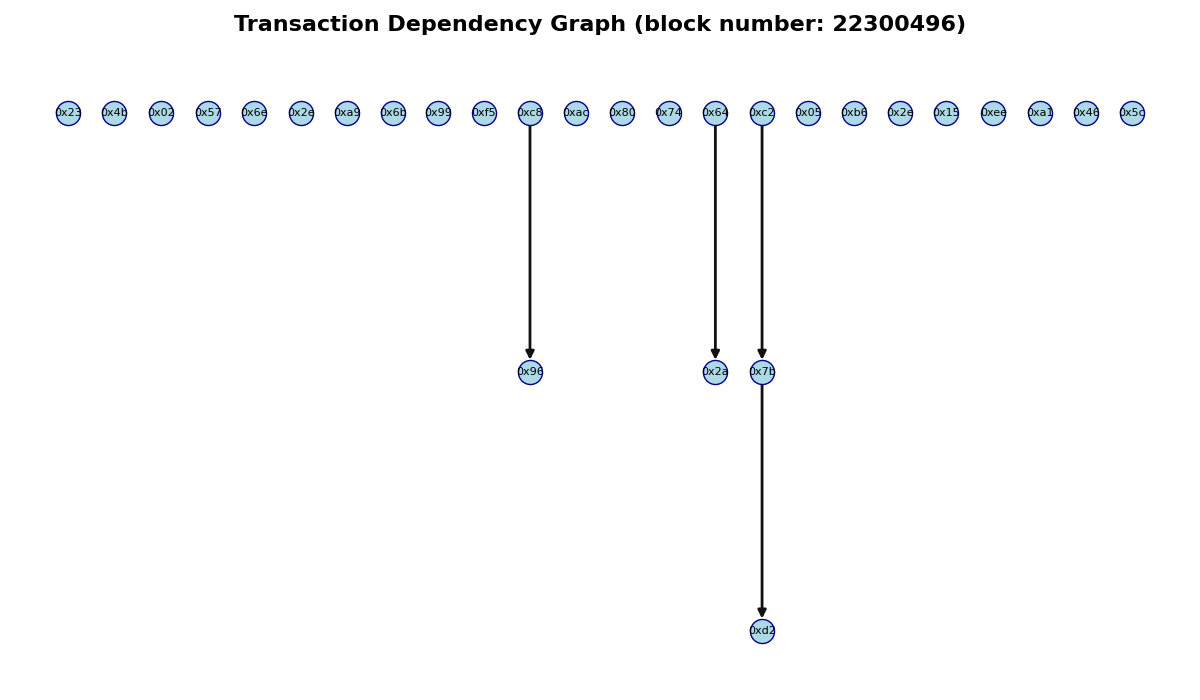 Transaction Dependency Graph (block number: 22300496)
0x23 0x4b 0x02 0x57 0x6e 0x2e 0xa9 0x6b 0x99 0xf5 0xc8 0xac 0x80 0x74 0x64 0xc2 0x05 0xb6 0x2e 0x15 0xee 0xa1 0x46 0x5c
0x96 0x2a 0x7b
0xd2